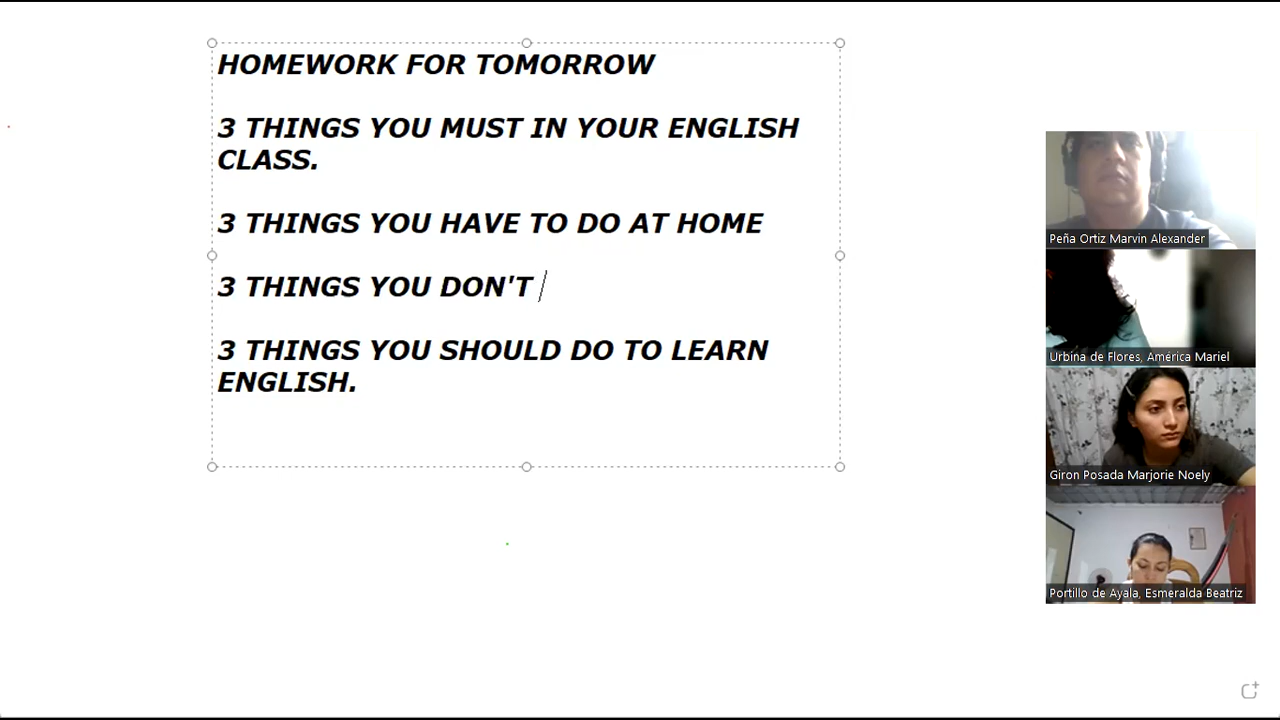 HOMEWORK FOR TOMORROW
3 THINGS YOU MUST IN YOUR ENGLISH
CLASS.
3 THINGS YOU HAVE TO DO AT HOME
3 THINGS YOU DON'T
3 THINGS YOU SHOULD DO TO LEARN
ENGLISH.
Peña Ortiz Marvin Alexander
Urbina de Flores, América Mariel
Giron Posada Marjorie Noely
Portillo de Ayala, Esmeralda Beatriz